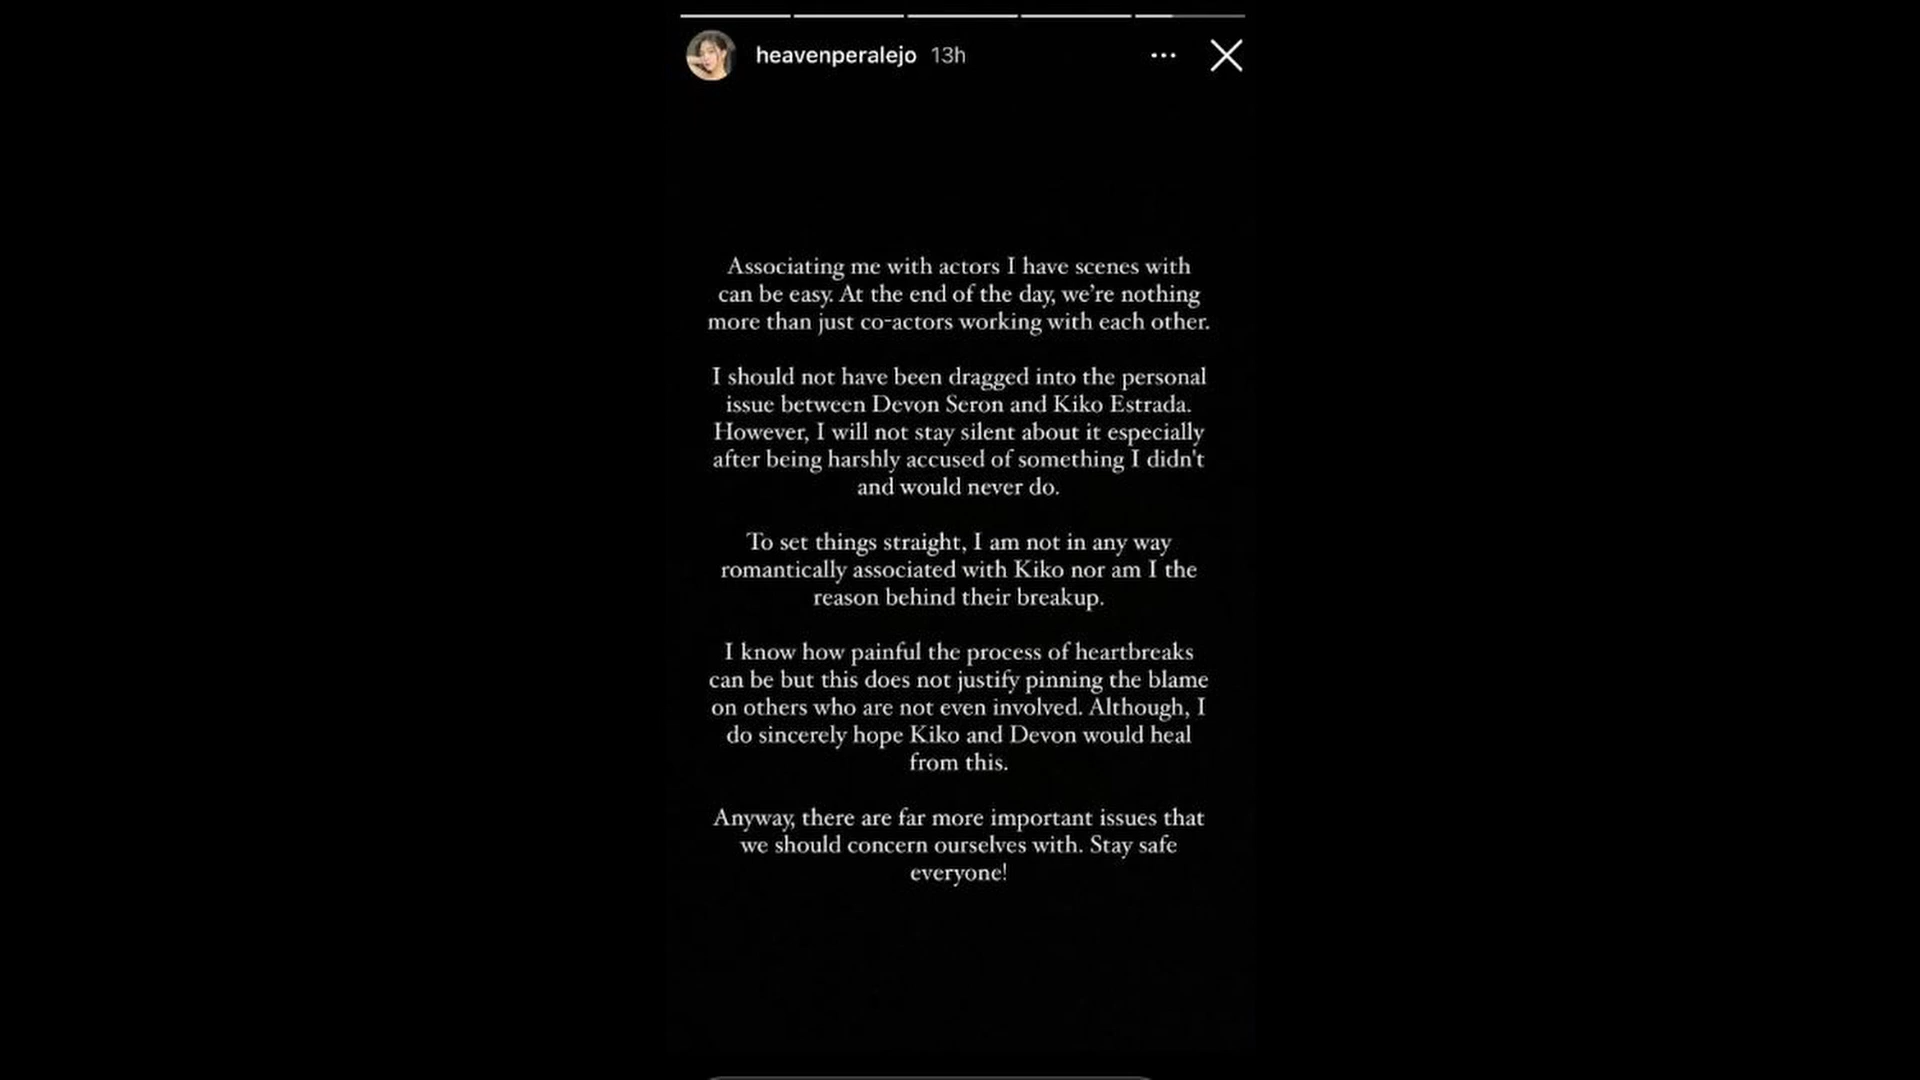 heavenperalejo 13h
Associating me with actors I have scenes with
can be easy. At the end of the day, we’re nothing
more than just co-actors working with each other.
I should not have been dragged into the personal
issue between Devon Seron and Kiko Estrada.
However, I will not stay silent about it especially
after being harshly accused of something I didn't
and would never do.
To set things straight, I am not in any way
romantically associated with Kiko nor am I the
reason behind their breakup.
I know how painful the process of heartbreaks
can be but this does not justify pinning the blame
on others who are not even involved. Although, I
do sincerely hope Kiko and Devon would heal
from this.
Anyway, there are far more important issues that
we should concern ourselves with. Stay safe
everyone!